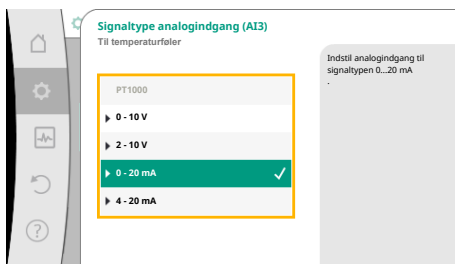 Signaltype analogindgang (AI3)
Til temperaturføler
Indstil analogindgang til
signaltypen 0...20 mA
.
PT1000
0 - 10 V
2 - 10 V
0 - 20 mA
4 - 20 mA